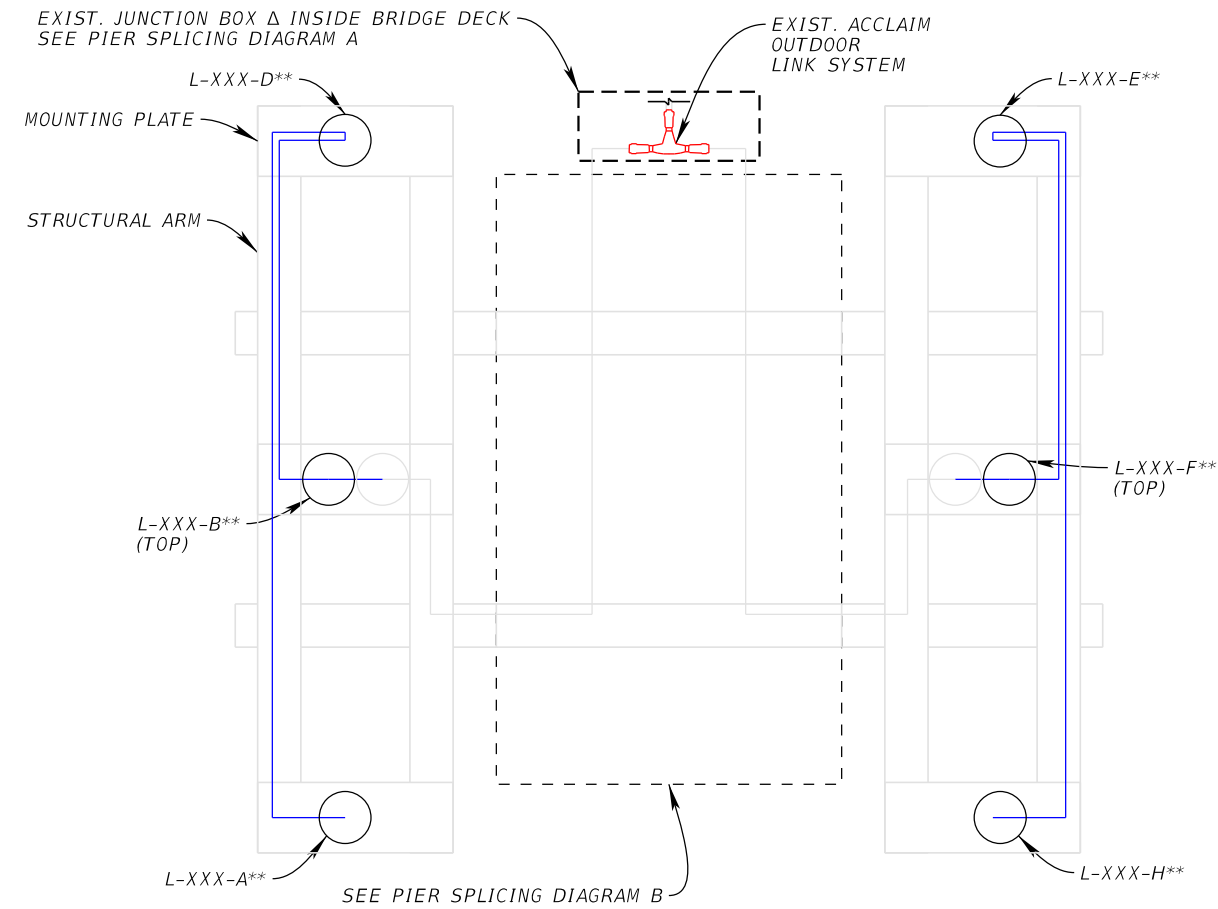 EXIST. JUNCTION BOX Δ INSIDE BRIDGE DECK
SEE PIER SPLICING DIAGRAM A
EXIST. ACCLAIM
OUTDOOR
LINK SYSTEM
L-XXX-D**
L-XXX-E**
MOUNTING PLATE
STRUCTURAL ARM
L-XXX-F**
(TOP)
L-XXX-B**
(TOP)
L-XXX-A**
L-XXX-H**
SEE PIER SPLICING DIAGRAM B